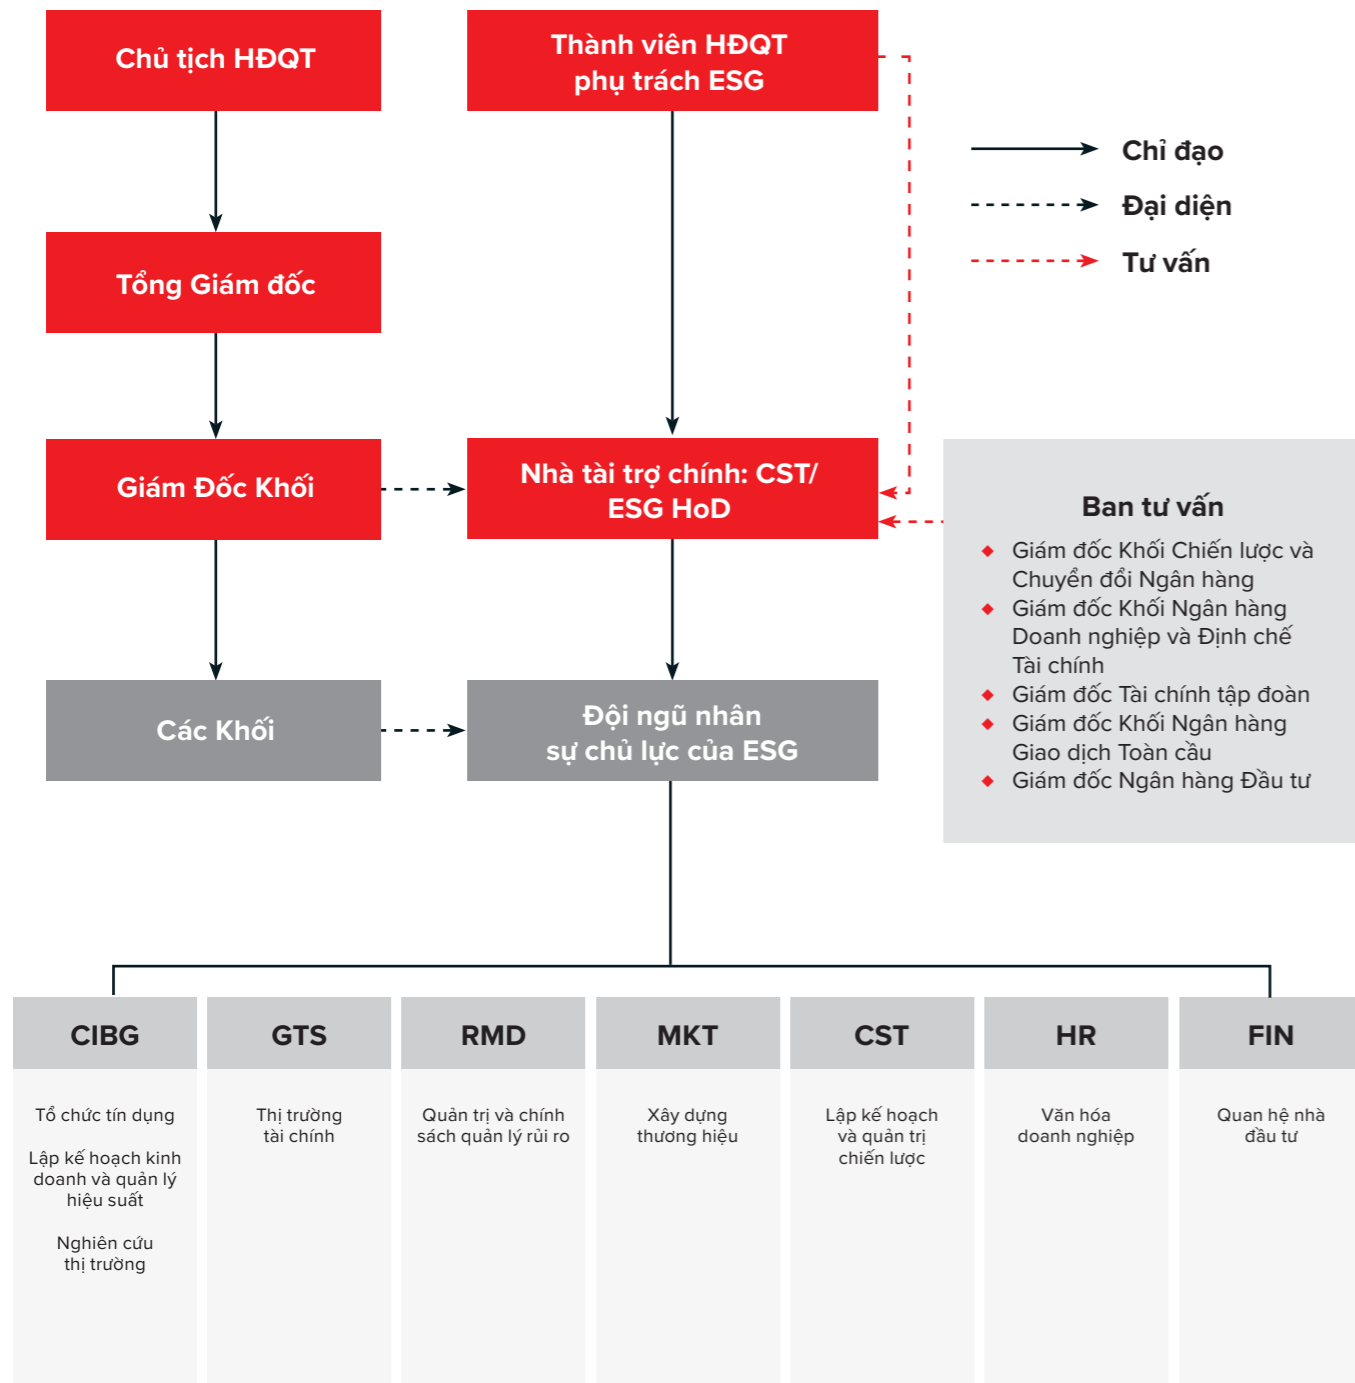 Chủ tịch HĐQT
Thành viên HĐQT
phụ trách ESG
Chỉ đạo
Đại diện
Tư vấn
Tổng Giám đốc
Giám Đốc Khối
Nhà tài trợ chính: CST/
ESG HoD
Ban tư vấn
Giám đốc Khối Chiến lược và
Chuyển đổi Ngân hàng
Giám đốc Khối Ngân hàng
Doanh nghiệp và Định chế
Tài chính
Giám đốc Tài chính tập đoàn
Giám đốc Khối Ngân hàng
Giao dịch Toàn cầu
Giám đốc Ngân hàng Đầu tư
Các Khối
Đội ngũ nhân
sự chủ lực của ESG
CIBG
Tổ chức tín dụng
Lập kế hoạch kinh
doanh và quản lý
hiệu suất
Nghiên cứu
thị trường
GTS
Thị trường
tài chính
RMD
Quản trị và chính
sách quản lý rủi ro
MKT
Xây dựng
thương hiệu
CST
Lập kế hoạch
và quản trị
chiến lược
HR
Văn hóa
doanh nghiệp
FIN
Quan hệ nhà
đầu tư